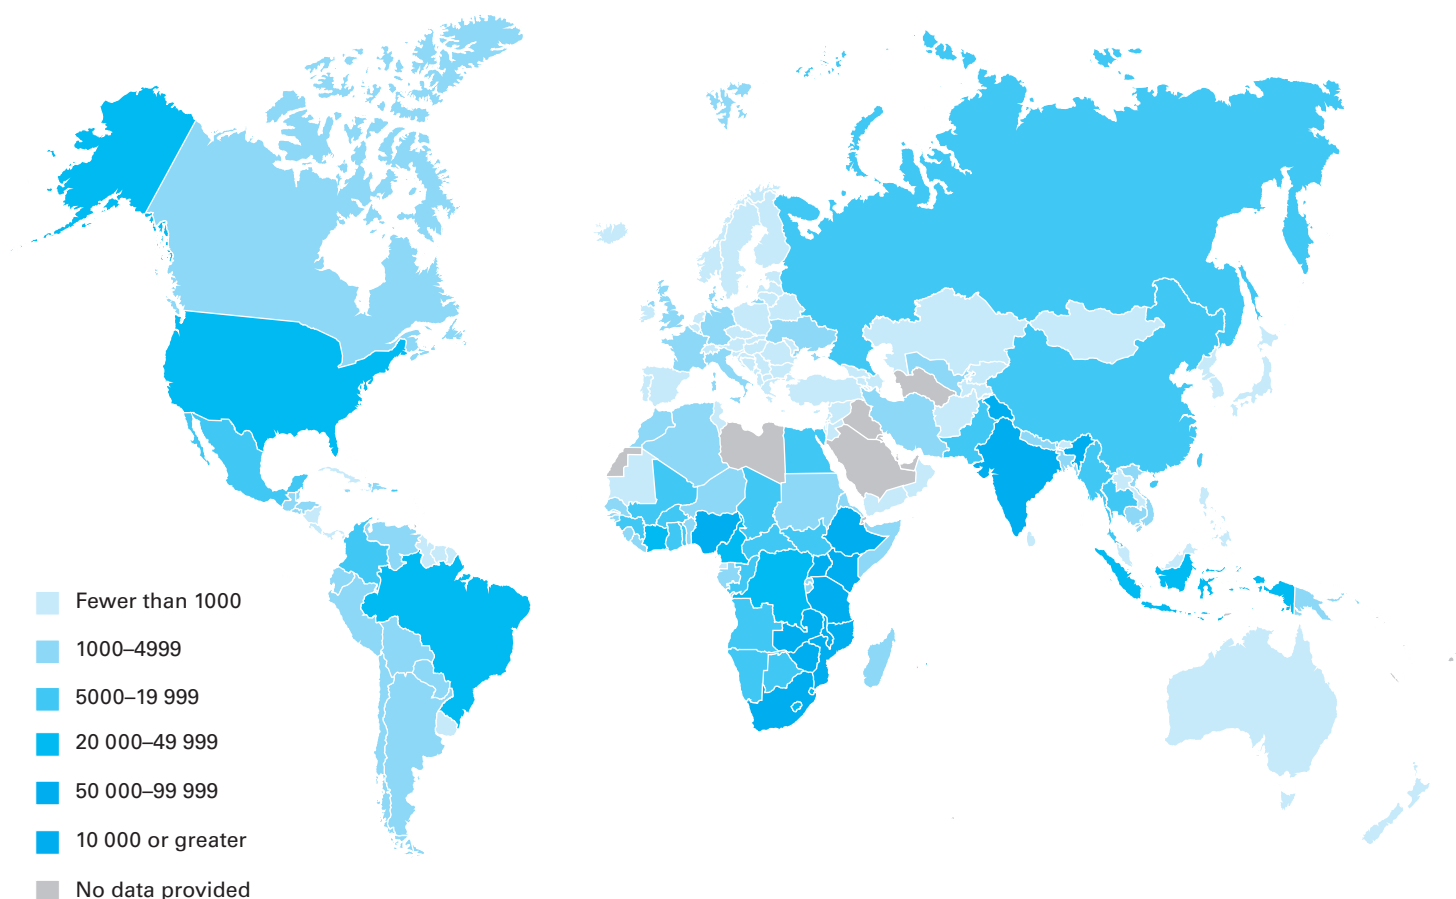 Fewer than 1000
1000–4999
5000–19 999
20 000–49 999
50 000–99 999
10 000 or greater
No data provided